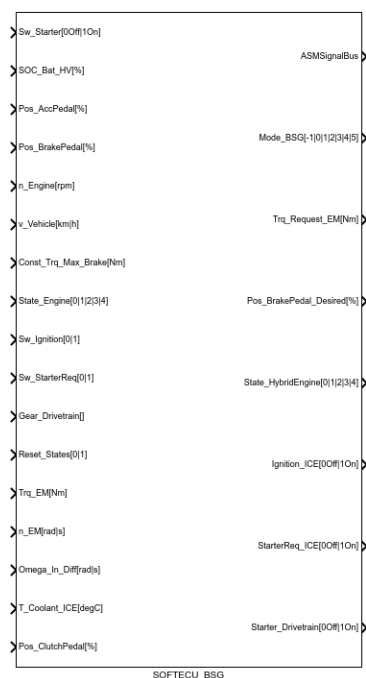 Sw_Starter[0Off|1On]
SOC_Bat_HV[%]
Pos_AccPedal[%]
Pos_BrakePedal[%]
n_Engine[rpm]
v_Vehicle[km|h]
Const_Trq_Max_Brake[Nm]
State_Engine[0|1|2|3|4]
Sw_Ignition[0|1]
Sw_StarterReq[0|1]
Gear_Drivetrain[]
Reset_States[0|1]
Trq_EM[Nm]
n_EM[rad|s]
Omega_In_Diff[rad|s]
T_Coolant_ICE[degC]
Pos_ClutchPedal[%]
ASMSignalBus
Mode_BSG[-1|0|1|2|3|4|5]
Trq_Request_EM[Nm]
Pos_BrakePedal_Desired[%]
State_HybridEngine[0|1|2|3|4]
Ignition_ICE[0Off|1On]
StarterReq_ICE[0Off|1On]
Starter_Drivetrain[0Off|1On]
SOFTECU_BSG